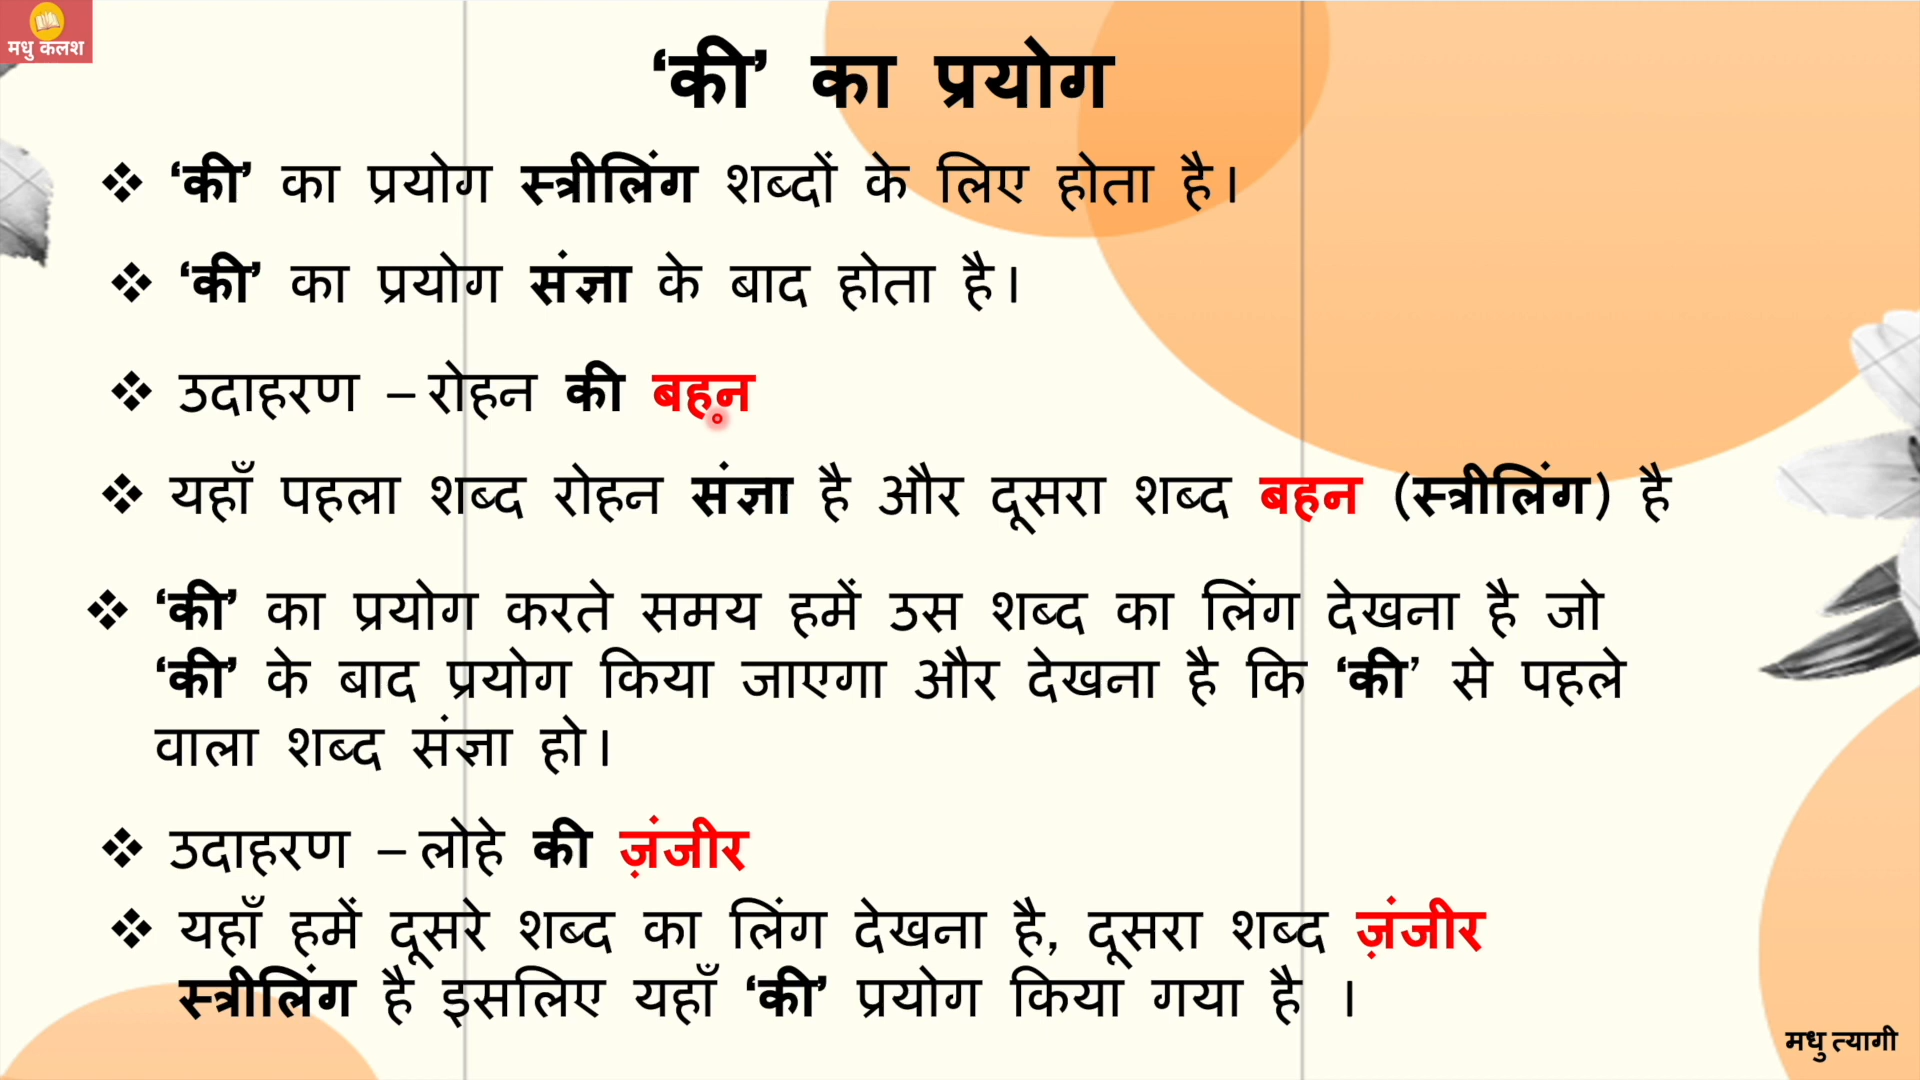 मधु कलश
‘की’ का प्रयोग
❖ ‘की’ का प्रयोग स्त्रीलिंग शब्दों के लिए होता है।
❖ ‘की’ का प्रयोग संज्ञा के बाद होता है।
❖ उदाहरण – रोहन की बहन
❖ यहाँ पहला शब्द रोहन संज्ञा है और दूसरा शब्द बहन (स्त्रीलिंग) है
❖ ‘की’ का प्रयोग करते समय हमें उस शब्द का लिंग देखना है जो
‘की’ के बाद प्रयोग किया जाएगा और देखना है कि ‘की’ से पहले
वाला शब्द संज्ञा हो।
❖ उदाहरण – लोहे की ज़ंजीर
❖ यहाँ हमें दूसरे शब्द का लिंग देखना है, दूसरा शब्द ज़ंजीर
स्त्रीलिंग है इसलिए यहाँ ‘की’ प्रयोग किया गया है ।
मधु त्यागी